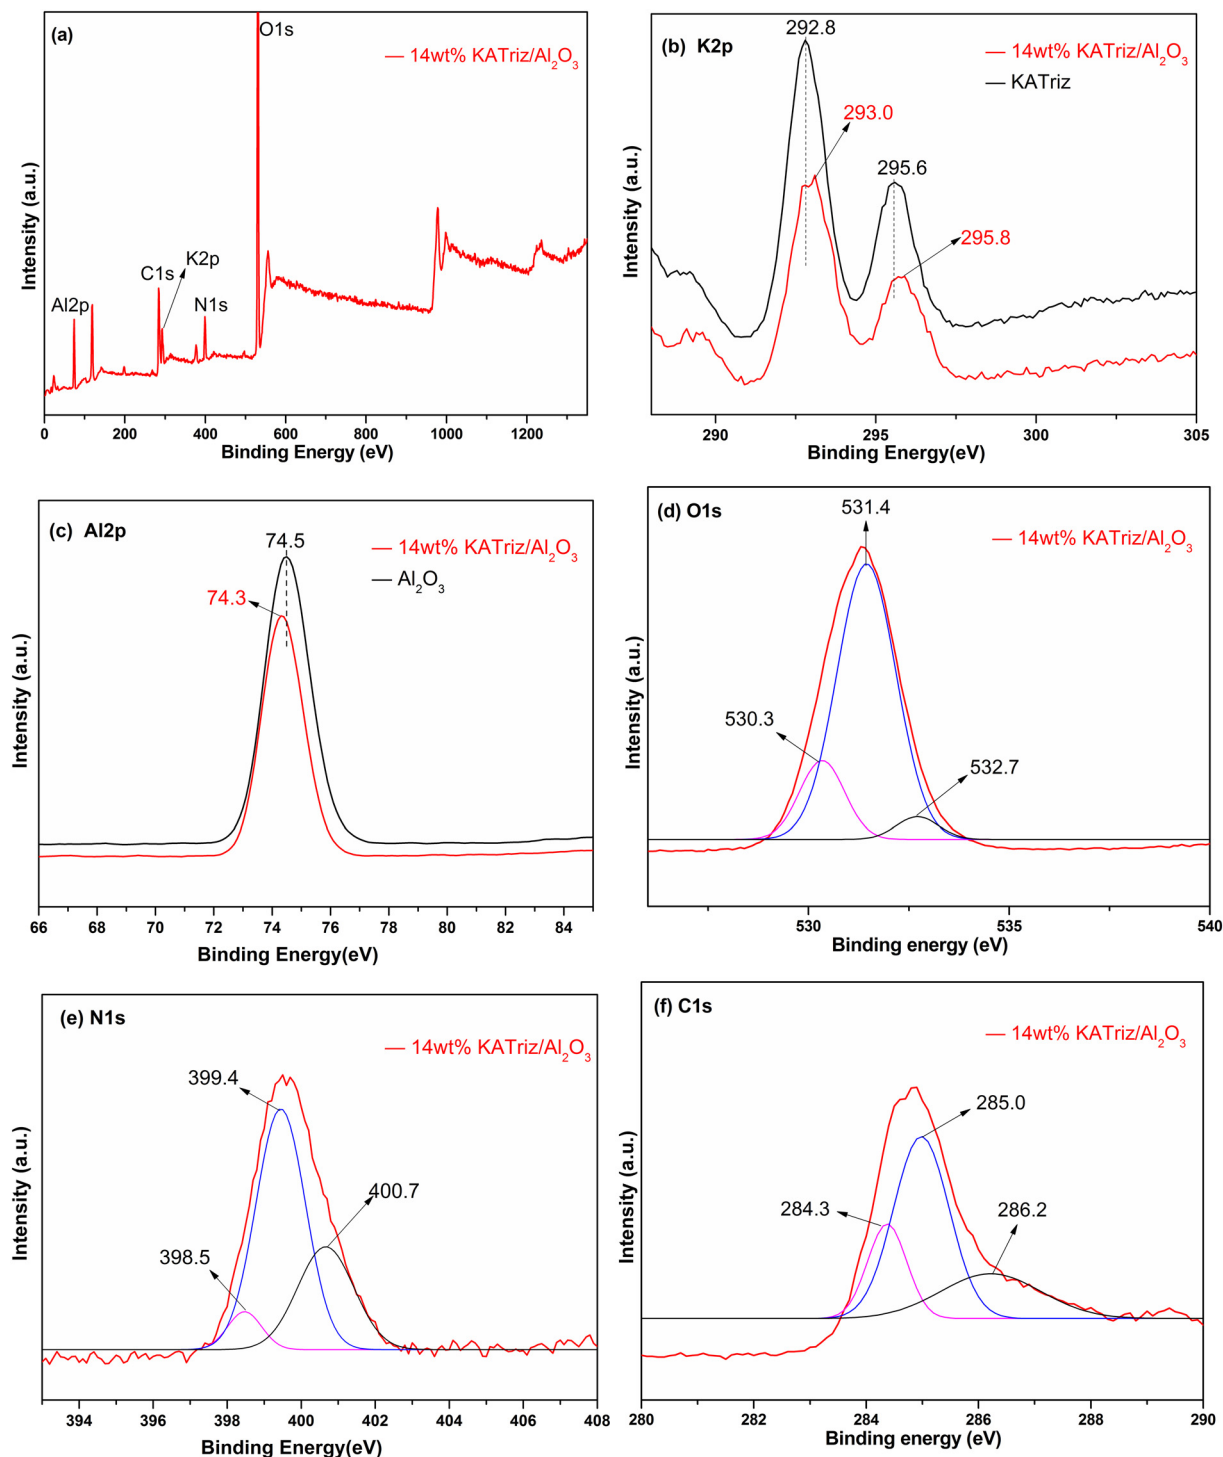 (a)
O1s
— 14wt% KATriz/Al₂O₃
K2p
C1s
Al2p
N1s
Intensity (a.u.)
0 200 400 600 800 1000 1200
Binding Energy (eV)
(b) K2p
292.8
— 14wt% KATriz/Al₂O₃
— KATriz
293.0
295.6
295.8
Intensity (a.u.)
290 295 300 305
Binding Energy(eV)
(c) Al2p
74.5
— 14wt% KATriz/Al₂O₃
— Al₂O₃
74.3
Intensity (a.u.)
66 68 70 72 74 76 78 80 82 84
Binding Energy(eV)
(d) O1s
531.4
— 14wt% KATriz/Al₂O₃
530.3
532.7
Intensity (a.u.)
530 535 540
Binding energy (eV)
(e) N1s
— 14wt% KATriz/Al₂O₃
399.4
400.7
398.5
Intensity (a.u.)
394 396 398 400 402 404 406 408
Binding Energy(eV)
(f) C1s
— 14wt% KATriz/Al₂O₃
285.0
284.3
286.2
Intensity (a.u.)
280 282 284 286 288 290
Binding energy (eV)